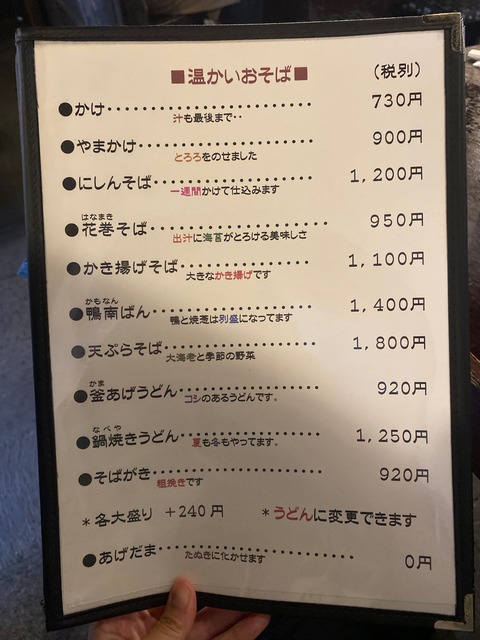 ■温かいおそば■ (税別)
●かけ・・・・・・・・・・・・・・・・・・・・・・・ 730円
汁も最後まで・・
●やまかけ・・・・・・・・・・・・・・・・・・・ 900円
とろろをのせました
●にしんそば・・・・・・・・・・・・・・・・・・ 1,200円
一週間かけて仕込みます
はなまき
●花巻そば・・・・・・・・・・・・・・・・・・・・ 950円
出汁に海苔がとろける美味しさ
●かき揚げそば・・・・・・・・・・・・・・・ 1,100円
大きなかき揚げです
かもなん
●鴨南ばん・・・・・・・・・・・・・・・・・・・ 1,400円
鴨と焼葱は別盛になってます
●天ぷらそば・・・・・・・・・・・・・・・・・ 1,800円
大海老と季節の野菜
かま
●釜あげうどん・・・・・・・・・・・・・・・・ 920円
コシのあるうどんです。
なべや
●鍋焼きうどん・・・・・・・・・・・・・・・・ 1,250円
夏も冬もやってます。
●そばがき・・・・・・・・・・・・・・・・・・・・ 920円
粗挽きです
*各大盛り +240円 *うどんに変更できます
●あげだま・・・・・・・・・・・・・・・・・・・・・・ 0円
たぬきに化かせます